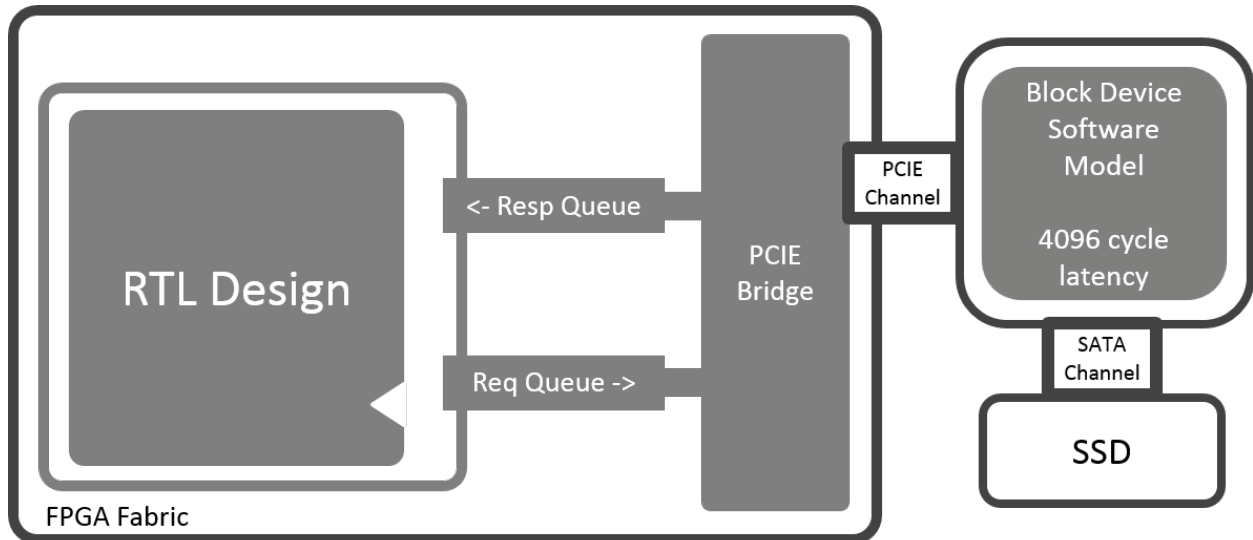 RTL Design
<- Resp Queue
Req Queue ->
PCIE
Bridge
FPGA Fabric
PCIE
Channel
Block Device
Software
Model
4096 cycle
latency
SATA
Channel
SSD